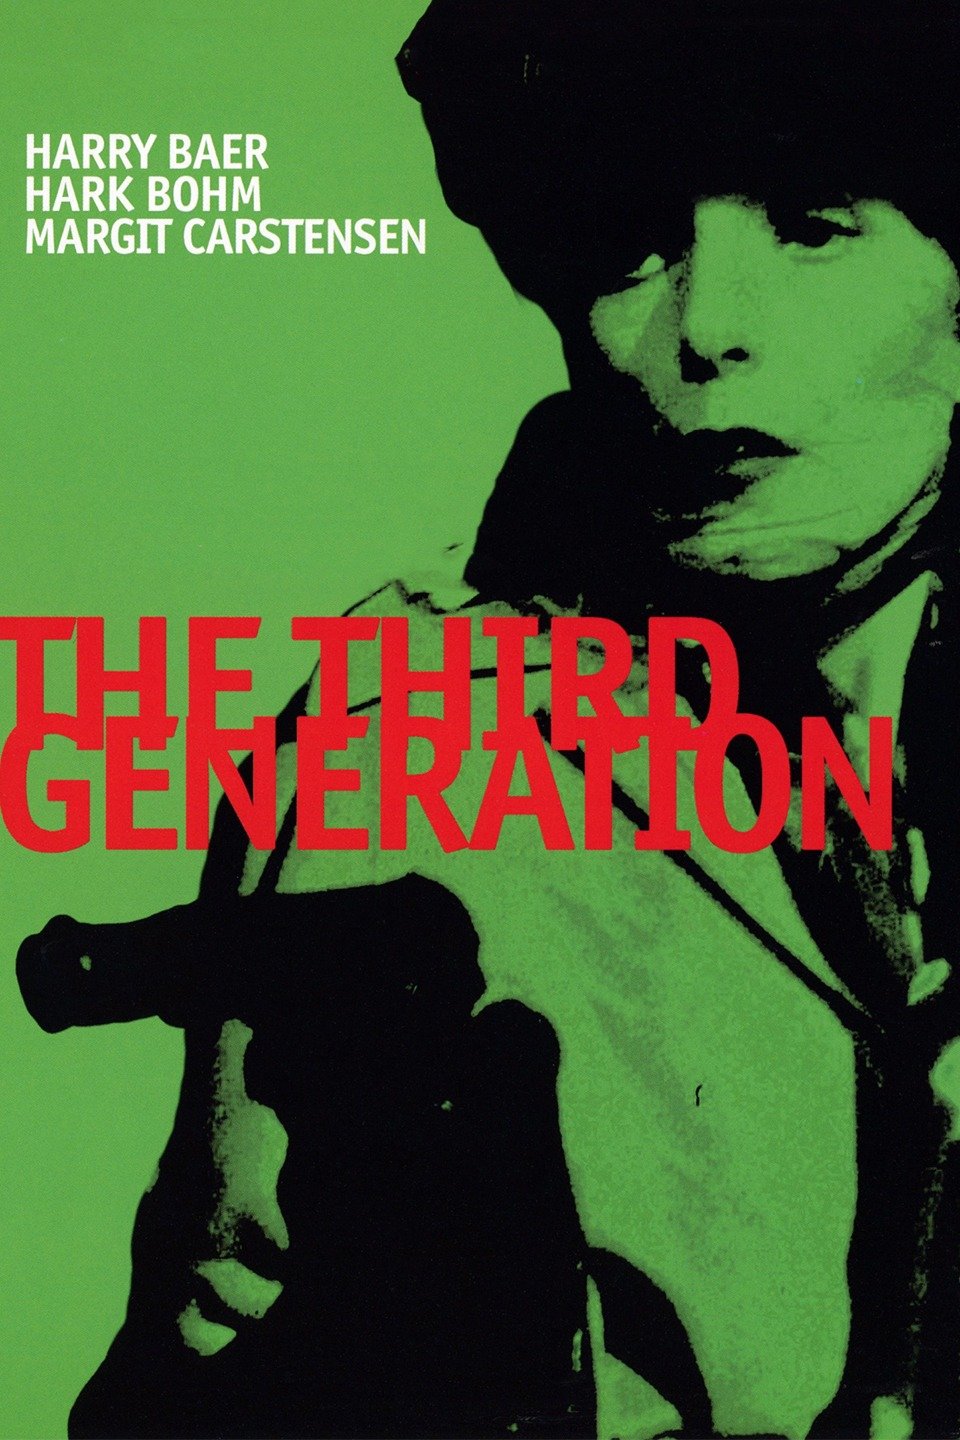 HARRY BAER
HARK BOHM
MARGIT CARSTENSEN
THE THIRD
GENERATION